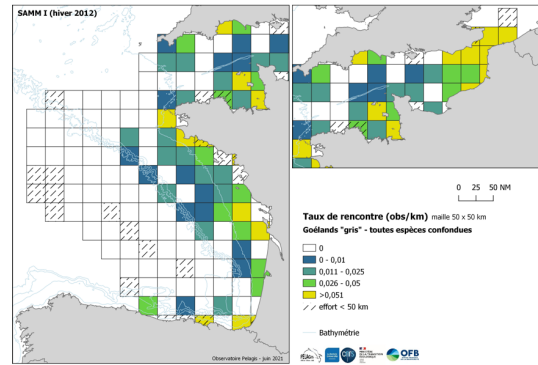 SAMM I (hiver 2012)
Observatoire Pelagis - juin 2021
0 25 50 NM
Taux de rencontre (obs/km) maille 50 x 50 km
Goélands "gris" - toutes espèces confondues
0
0 - 0,01
0,011 - 0,025
0,026 - 0,05
>0,051
effort < 50 km
Bathymétrie
cnrs
OFB